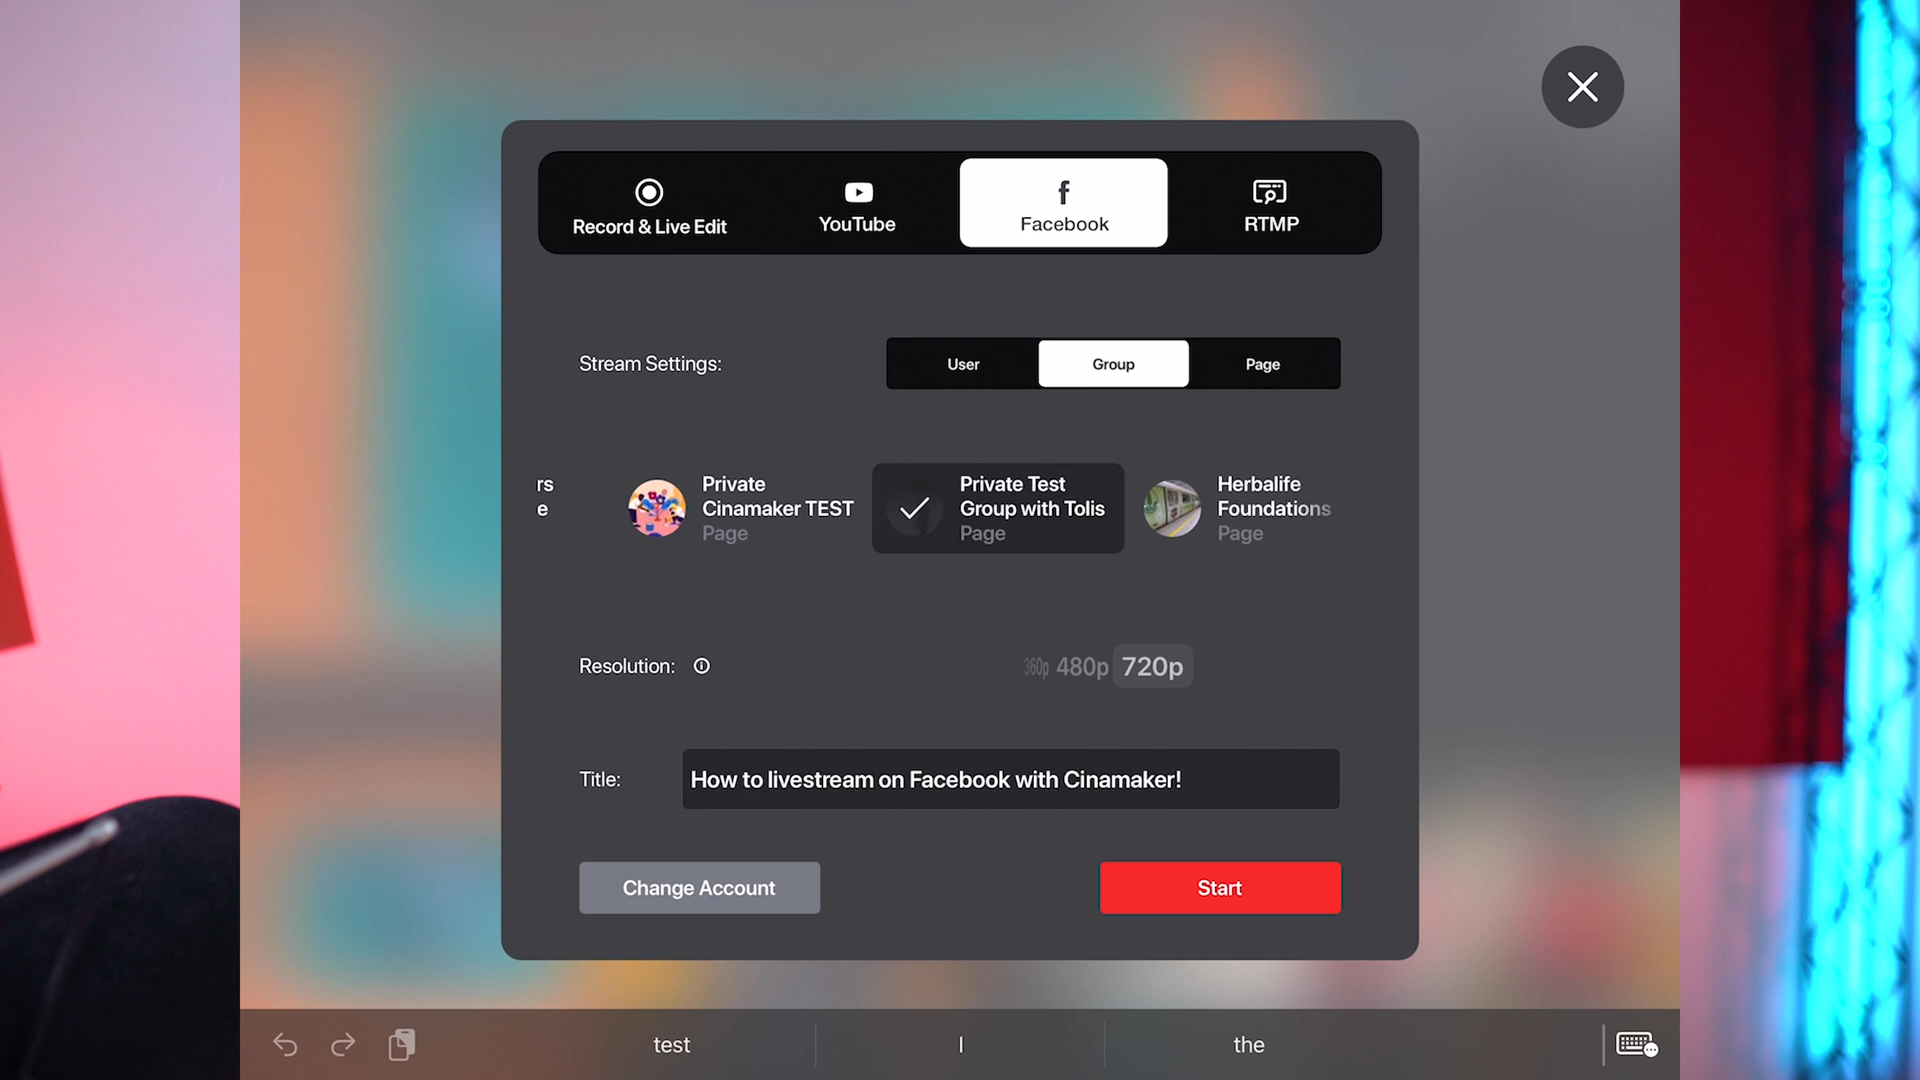 Record & Live Edit
YouTube
f
Facebook
RTMP
Stream Settings:
User
Group
Page
rs
e
Private
Cinamaker TEST
Page
Private Test
Group with Tolis
Page
Herbalife
Foundations
Page
Resolution:
360p 480p 720p
Title:
How to livestream on Facebook with Cinamaker!
Change Account
Start
test
I
the